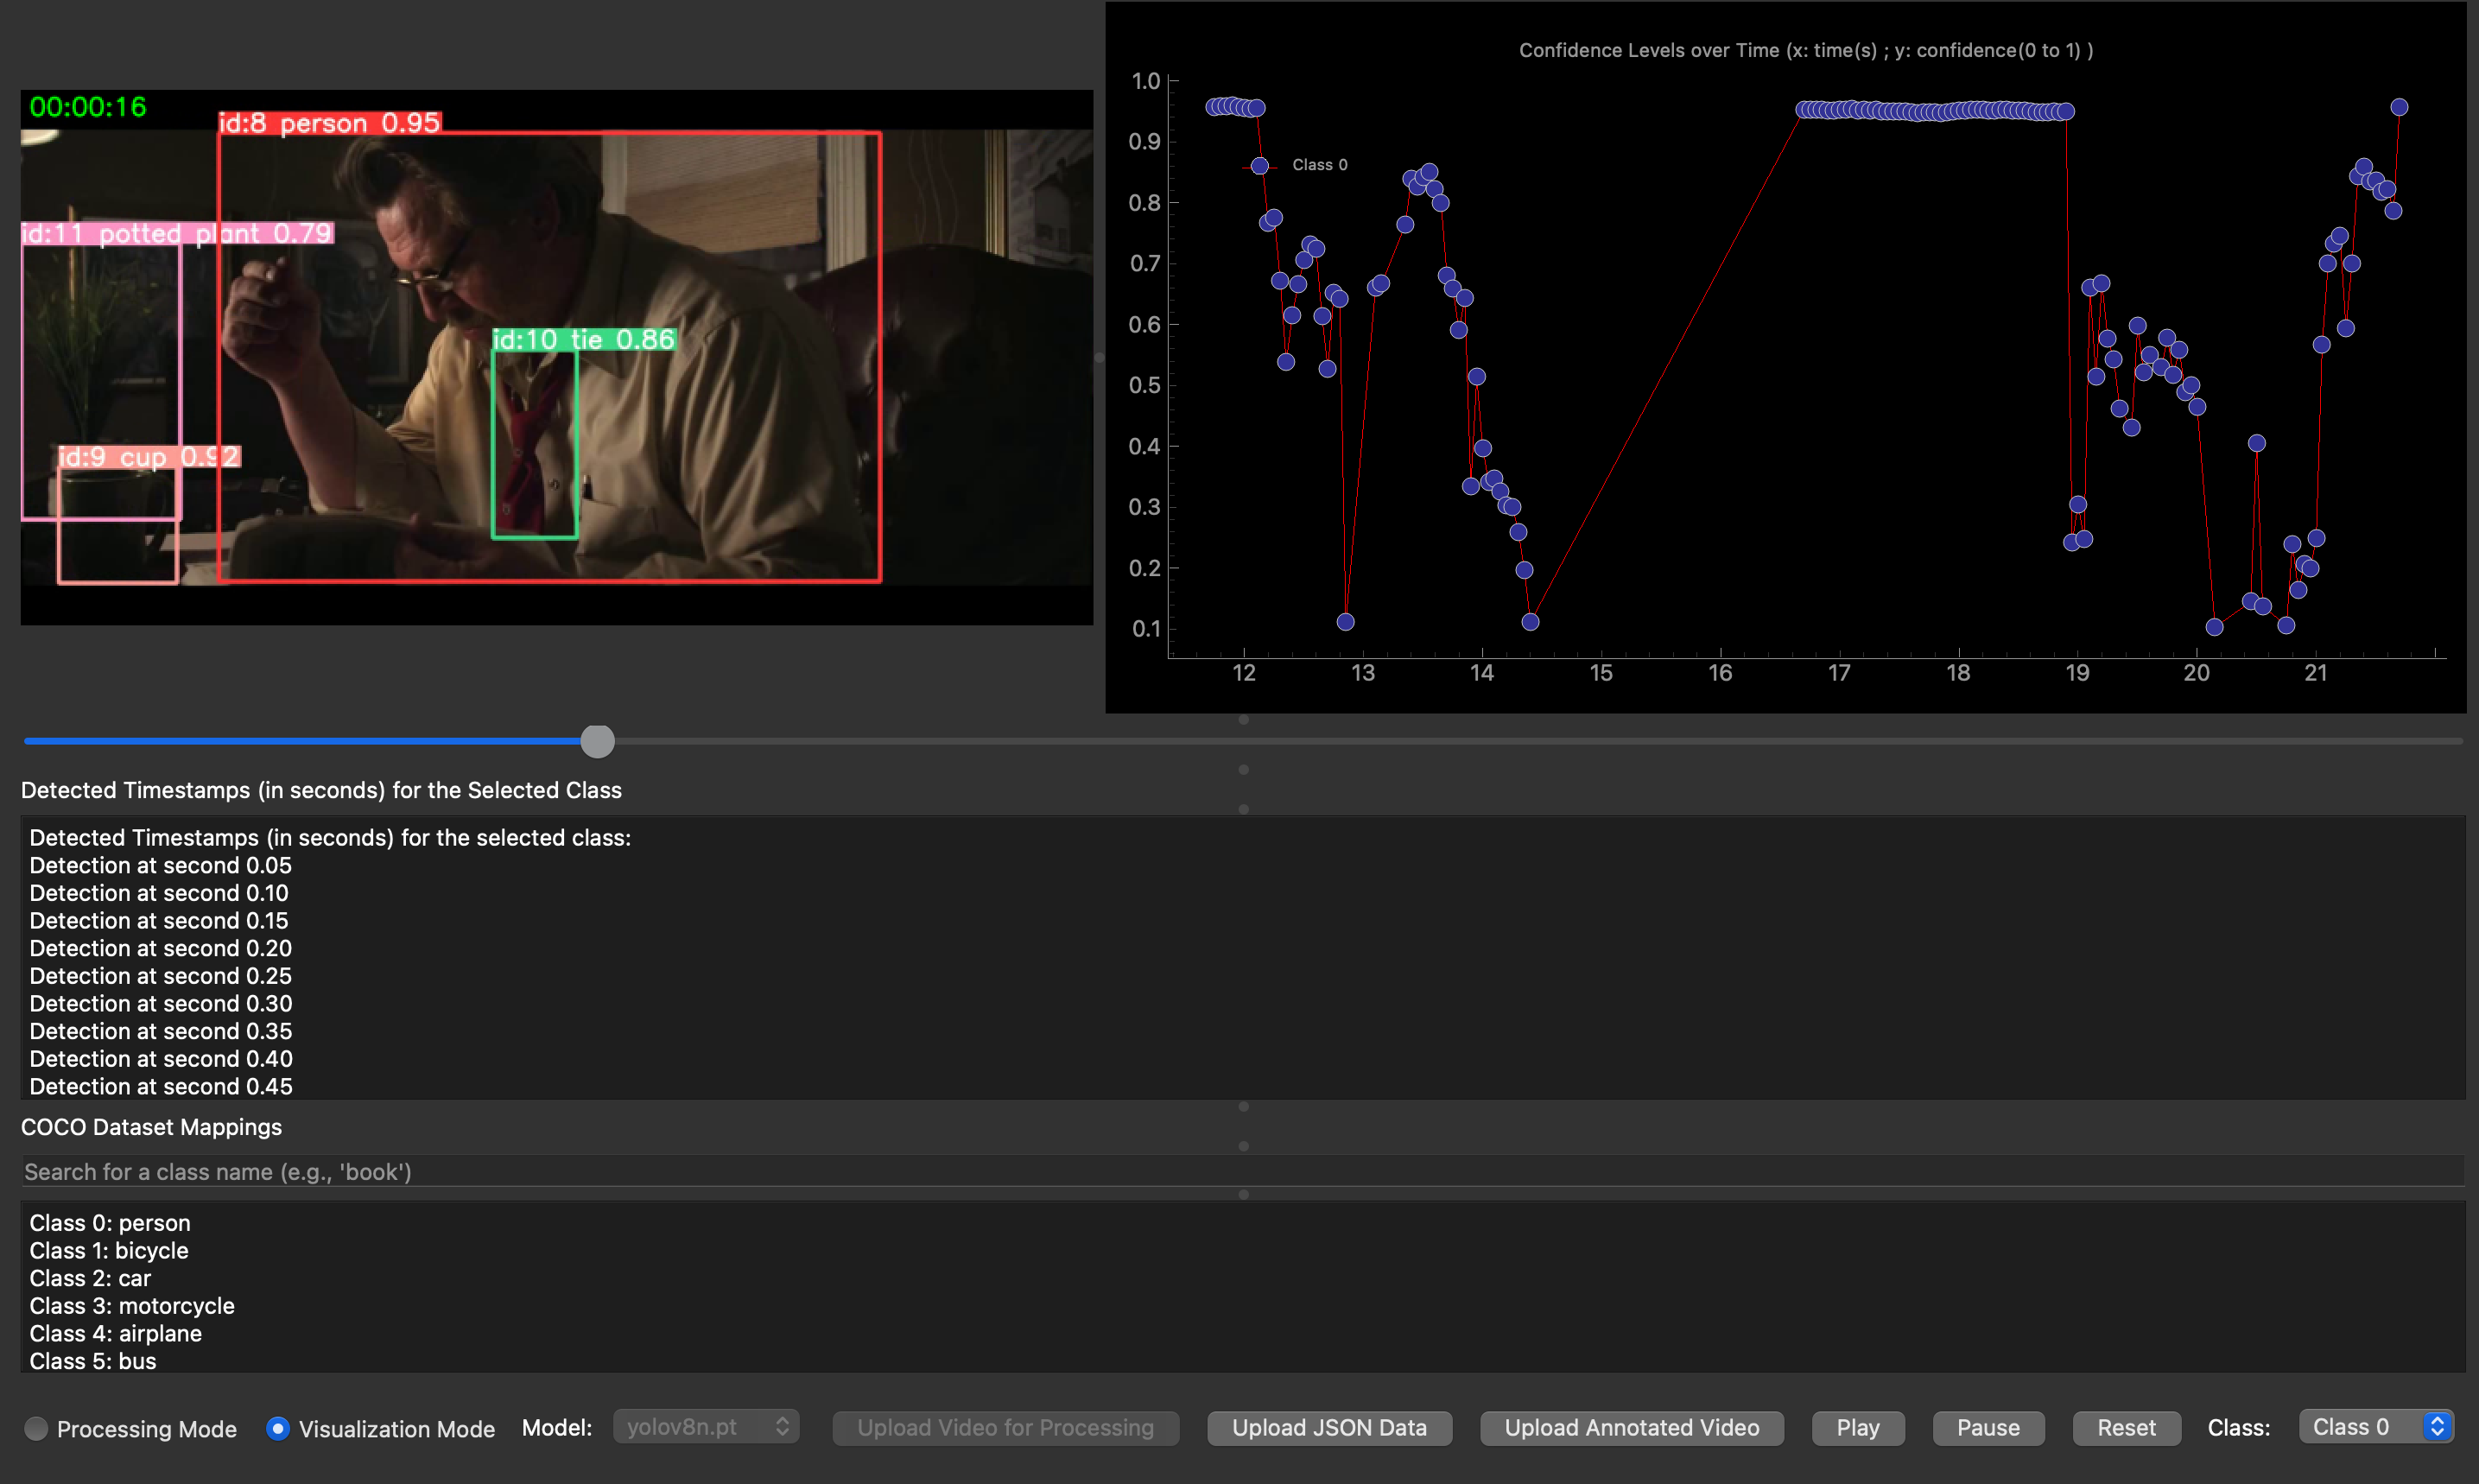 00:00:16
id:8 person 0.95
id:11 potted plant 0.79
id:10 tie 0.86
id:9 cup 0.92
Confidence Levels over Time (x: time(s) ; y: confidence(0 to 1) )
1.0
0.9
0.8
0.7
0.6
0.5
0.4
0.3
0.2
0.1
Class 0
12 13 14 15 16 17 18 19 20 21
Detected Timestamps (in seconds) for the Selected Class
Detected Timestamps (in seconds) for the selected class:
Detection at second 0.05
Detection at second 0.10
Detection at second 0.15
Detection at second 0.20
Detection at second 0.25
Detection at second 0.30
Detection at second 0.35
Detection at second 0.40
Detection at second 0.45
COCO Dataset Mappings
Search for a class name (e.g., 'book')
Class 0: person
Class 1: bicycle
Class 2: car
Class 3: motorcycle
Class 4: airplane
Class 5: bus
Processing Mode Visualization Mode Model: yolov8n.pt Upload Video for Processing Upload JSON Data Upload Annotated Video Play Pause Reset Class: Class 0